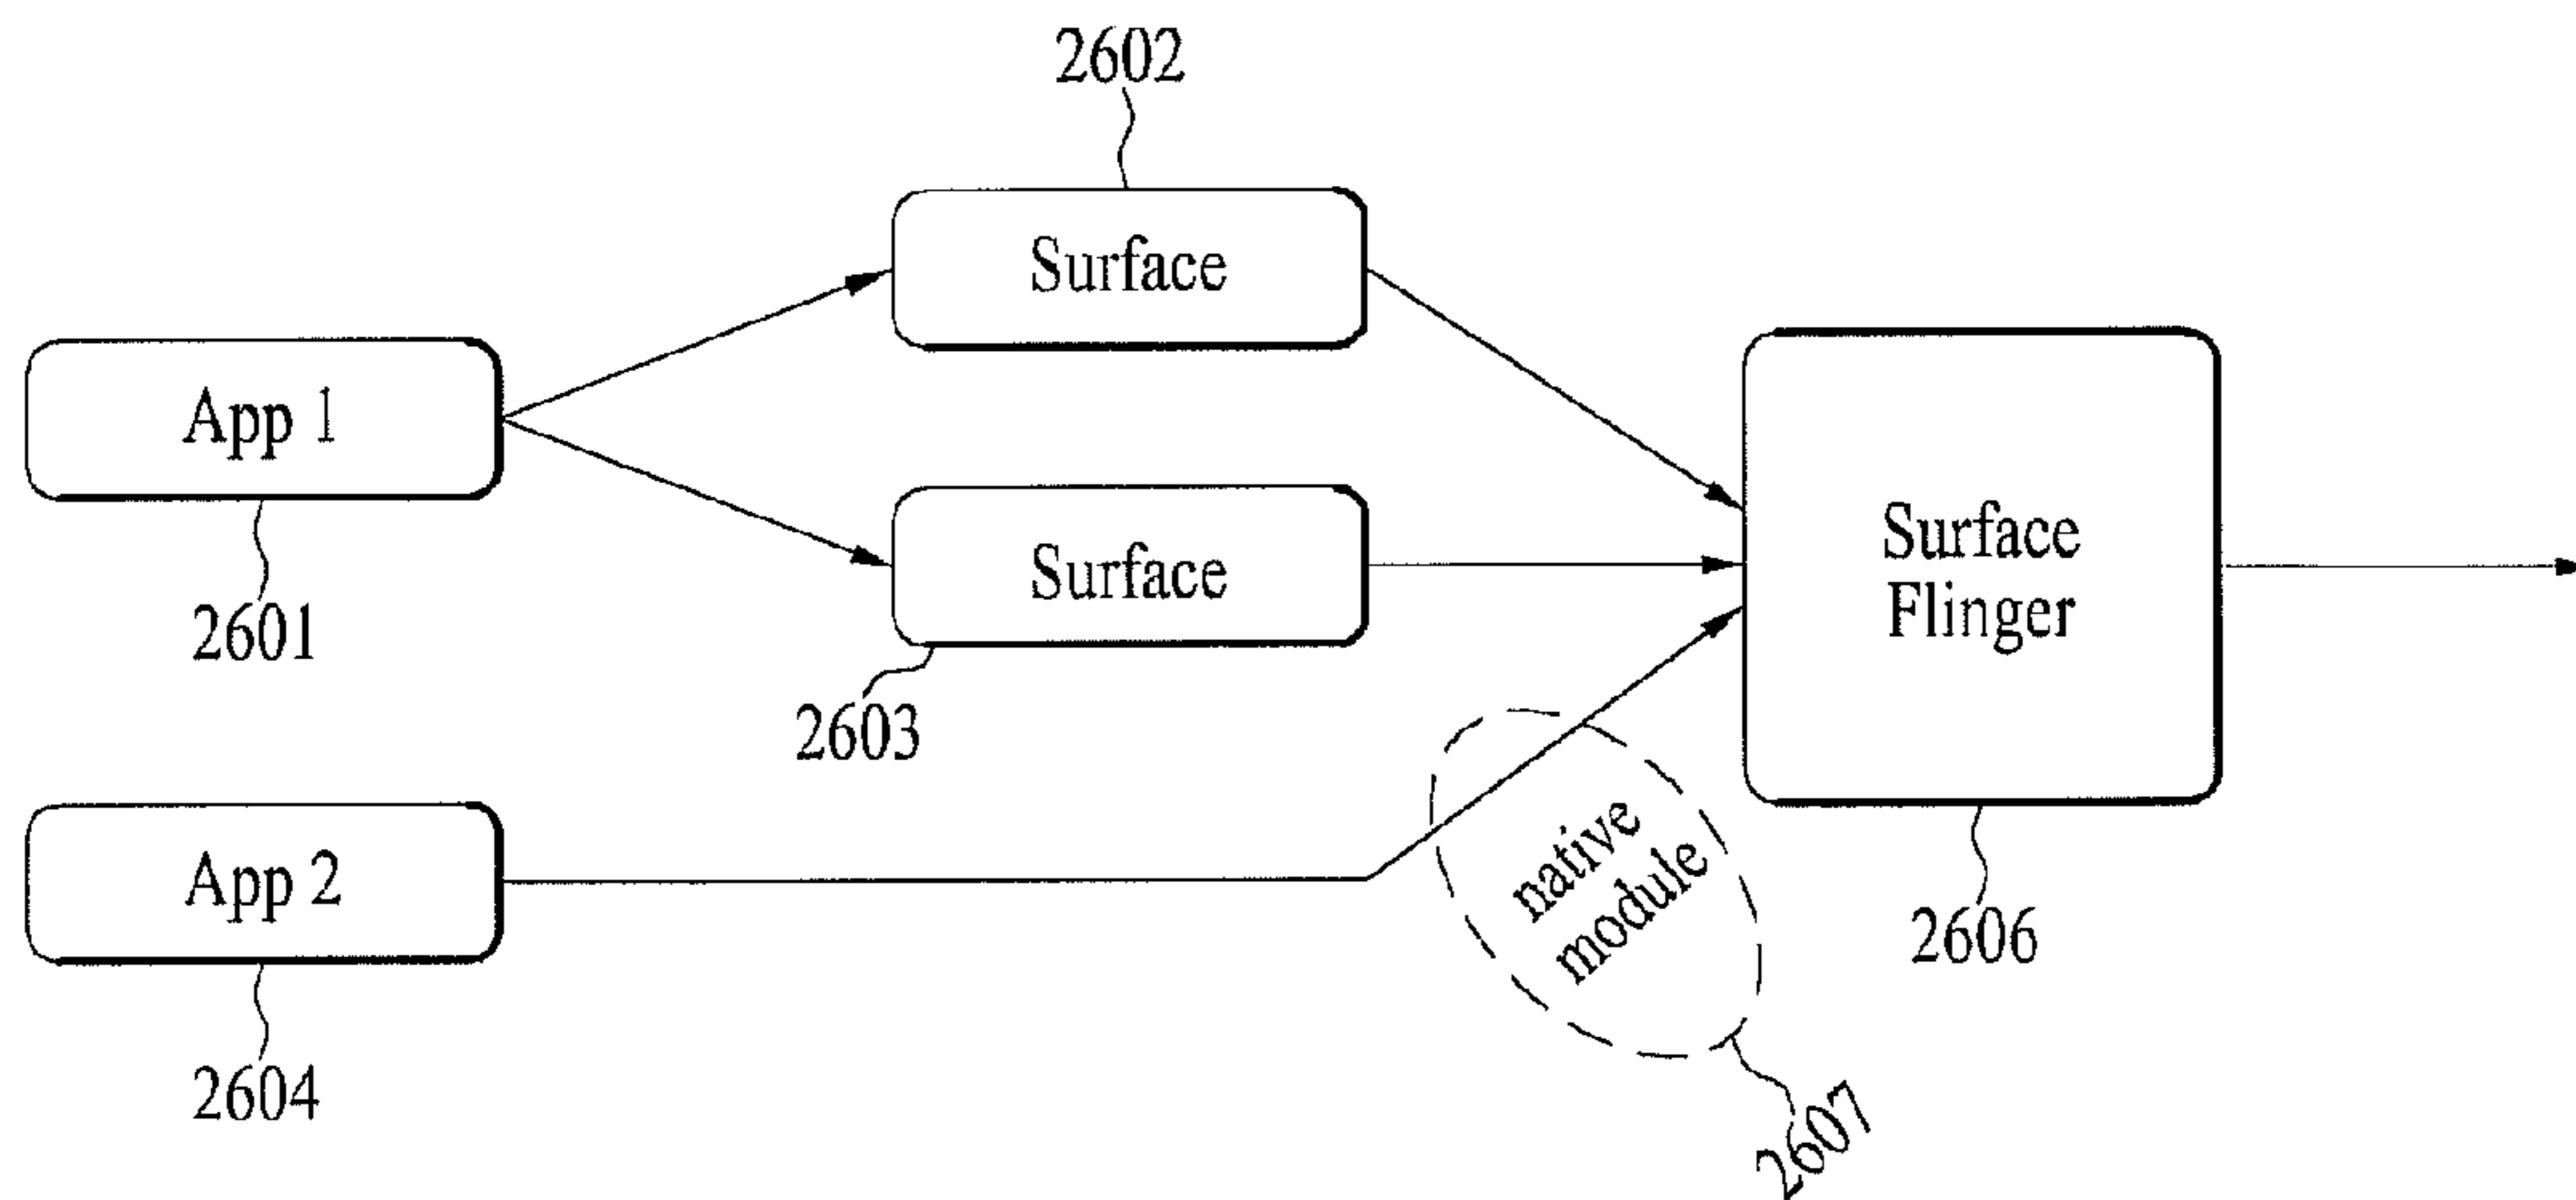 2602
Surface
App 1
2601
Surface
2603
Surface
Flinger
2606
App 2
2604
native
module
2607